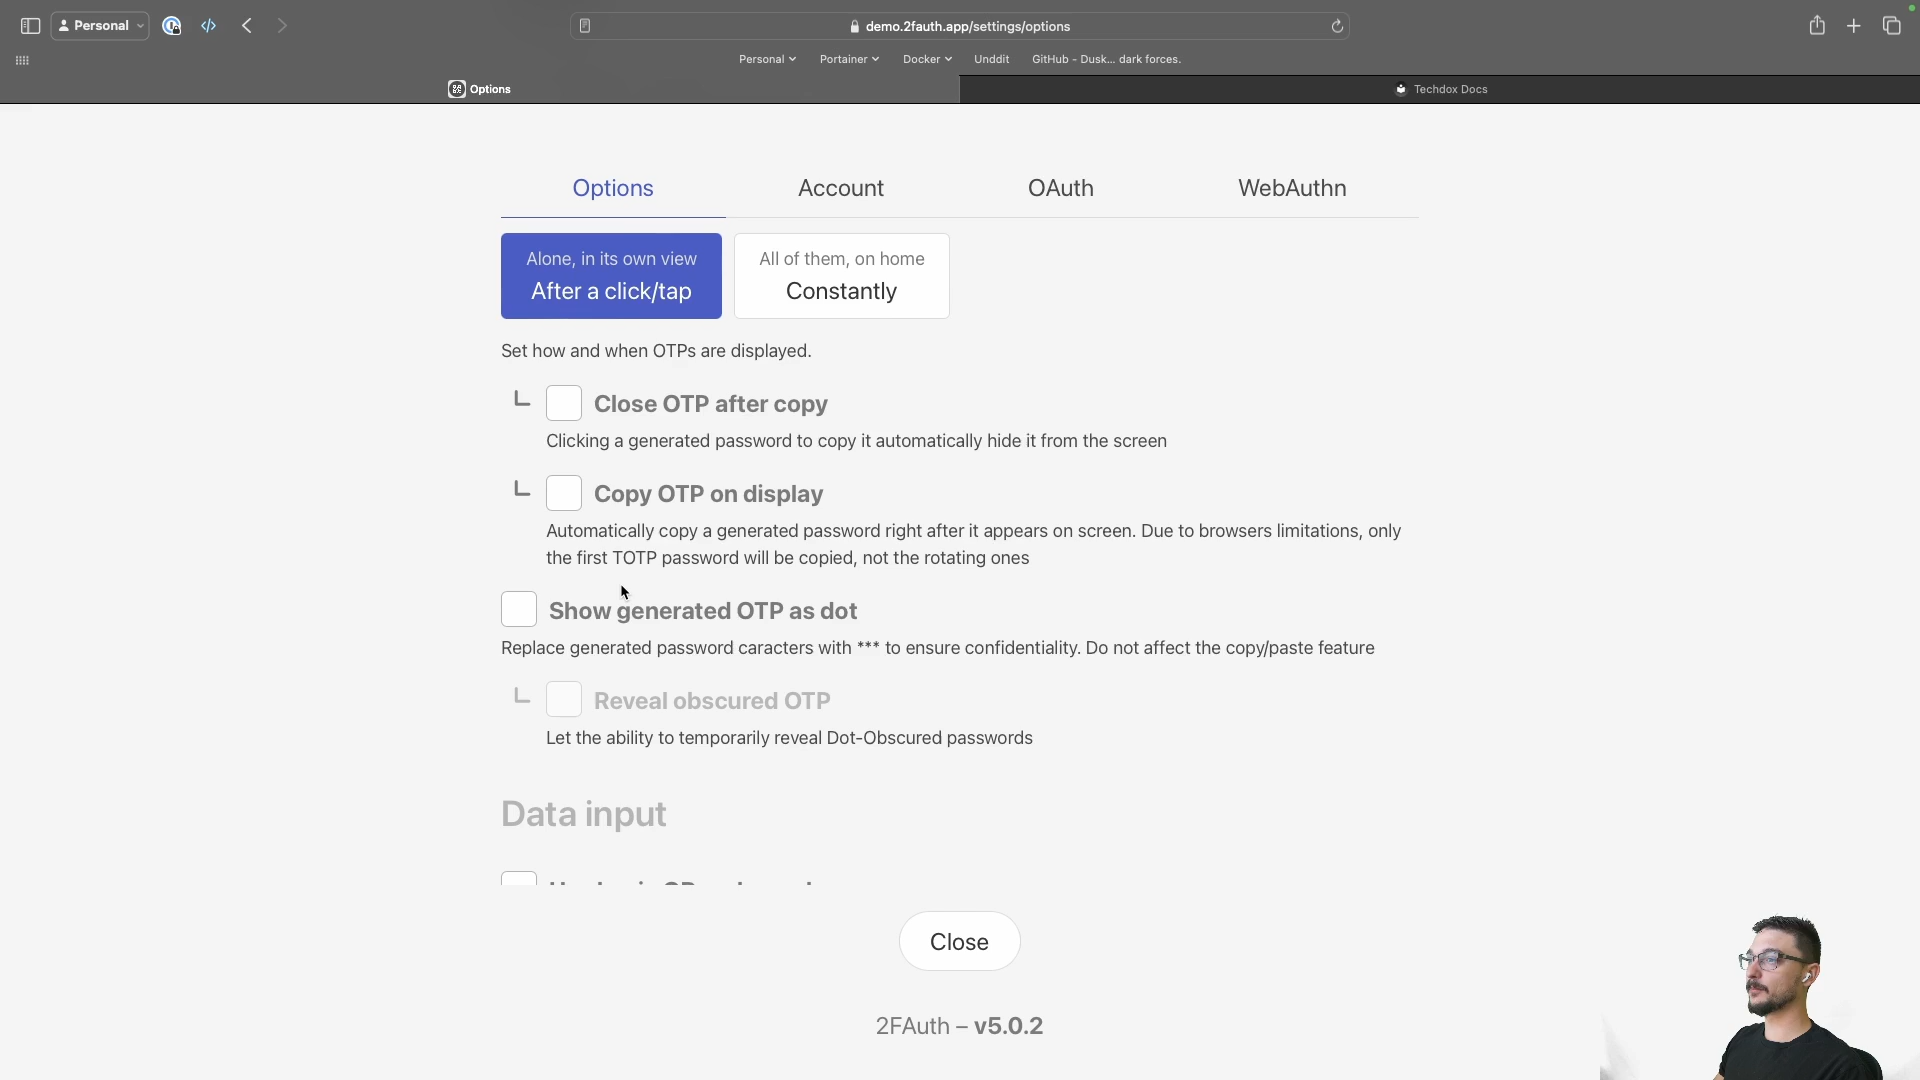 Personal
demo.2fauth.app/settings/options
Personal Portainer Docker Unddit GitHub - Dusk... dark forces.
Options
Techdox Docs
Options Account OAuth WebAuthn
Alone, in its own view
After a click/tap
All of them, on home
Constantly
Set how and when OTPs are displayed.
Close OTP after copy
Clicking a generated password to copy it automatically hide it from the screen
Copy OTP on display
Automatically copy a generated password right after it appears on screen. Due to browsers limitations, only
the first TOTP password will be copied, not the rotating ones
Show generated OTP as dot
Replace generated password caracters with *** to ensure confidentiality. Do not affect the copy/paste feature
Reveal obscured OTP
Let the ability to temporarily reveal Dot-Obscured passwords
Data input
Close
2FAuth – v5.0.2